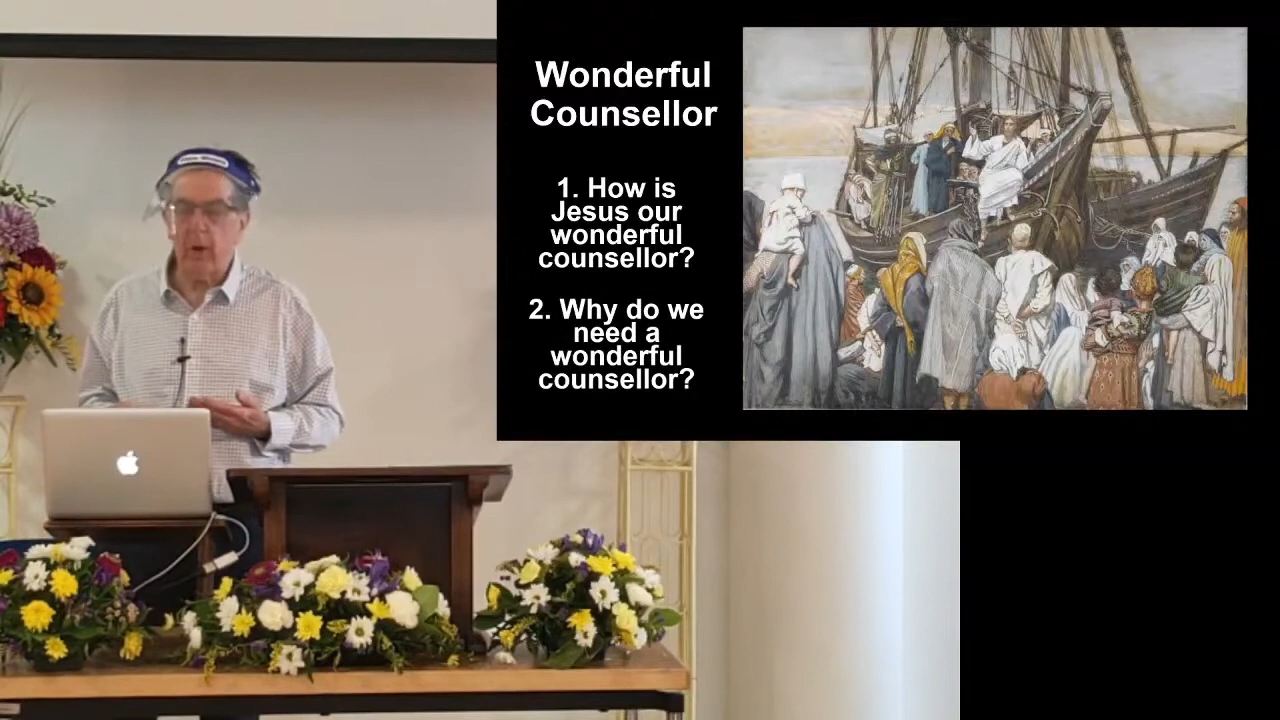 Wonderful
Counsellor
1. How is
Jesus our
wonderful
counsellor?
2. Why do we
need a
wonderful
counsellor?